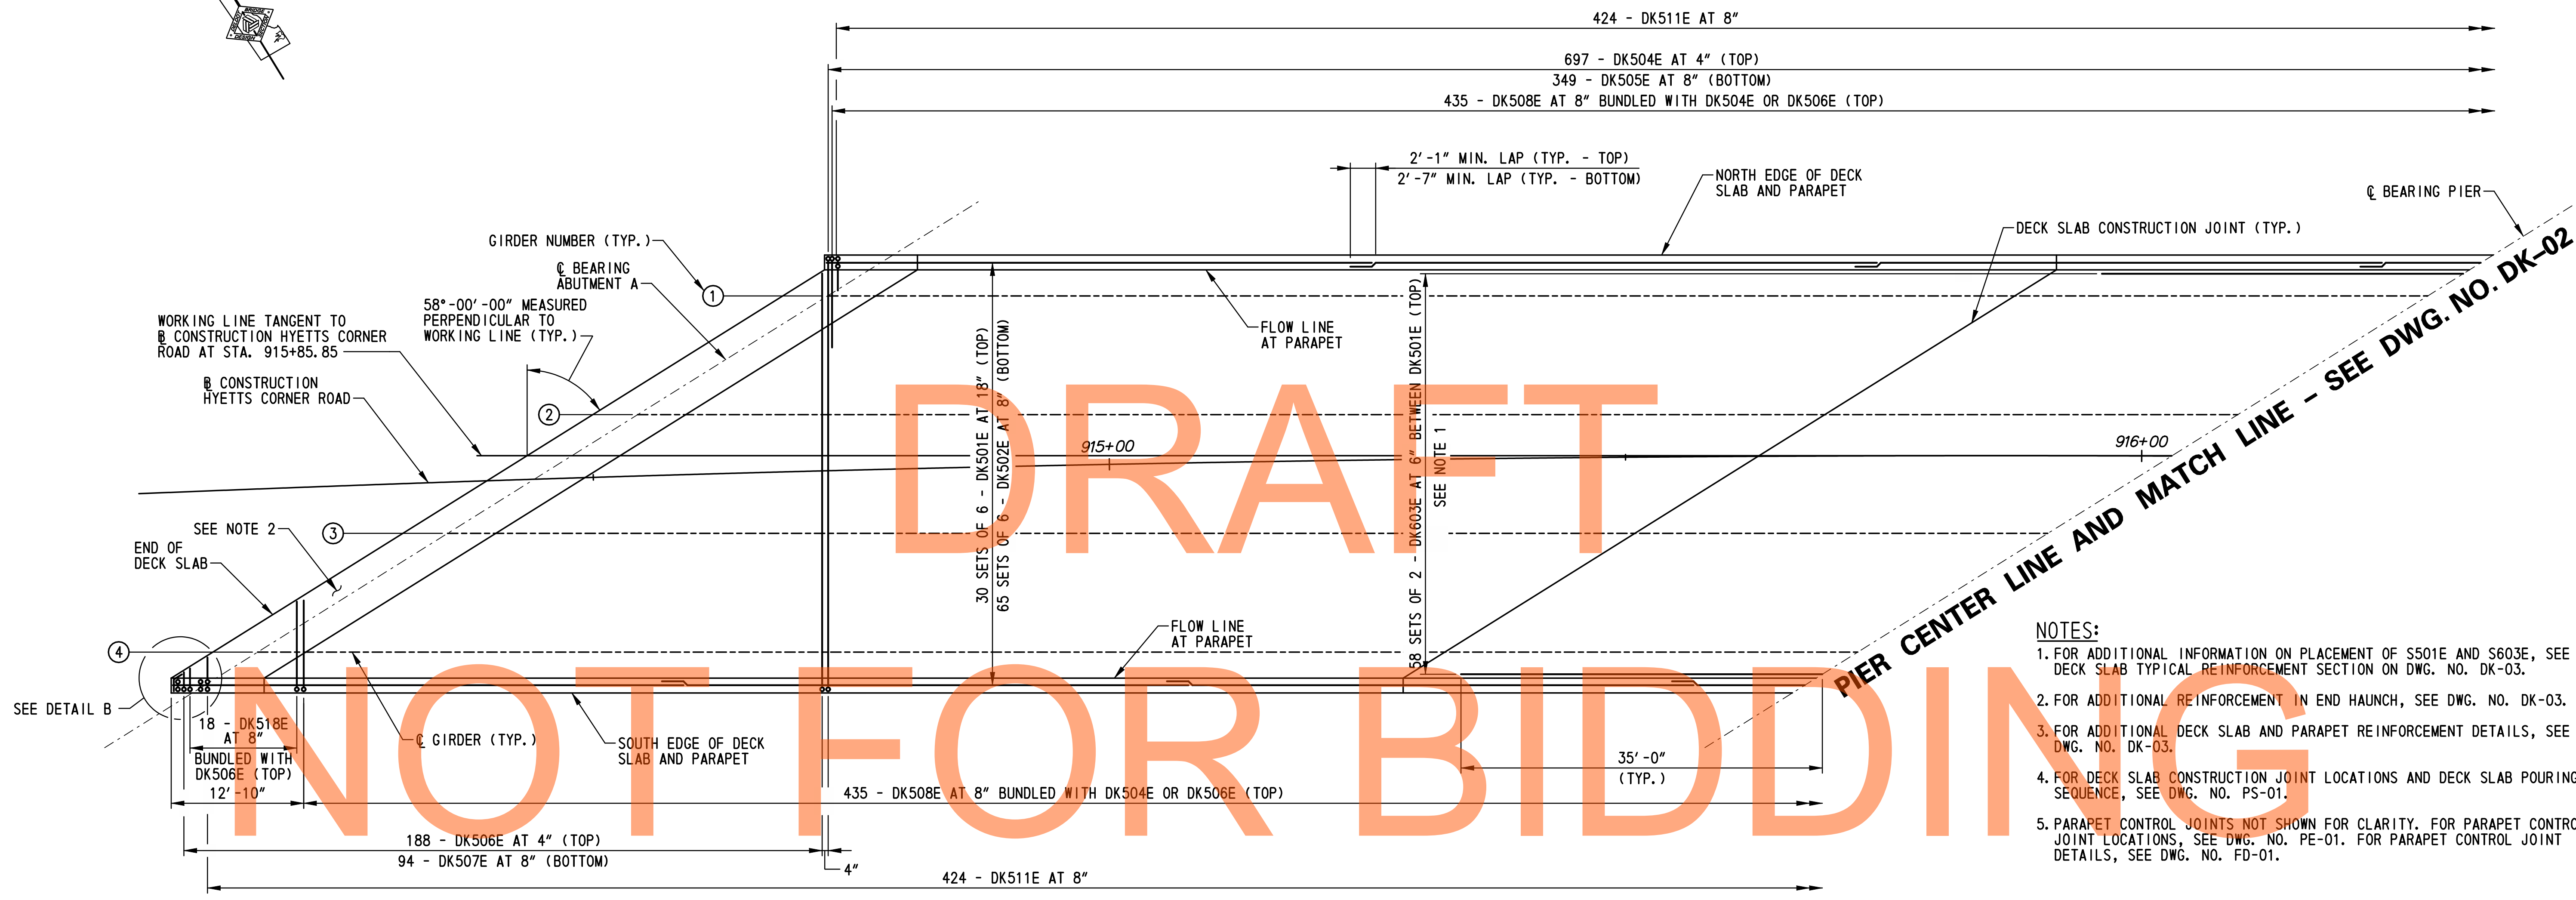 424 - DK511E AT 8"
697 - DK504E AT 4" (TOP)
349 - DK505E AT 8" (BOTTOM)
435 - DK508E AT 8" BUNDLED WITH DK504E OR DK506E (TOP)
2'-1" MIN. LAP (TYP. - TOP)
2'-7" MIN. LAP (TYP. - BOTTOM)
NORTH EDGE OF DECK
SLAB AND PARAPET
℄ BEARING PIER
DECK SLAB CONSTRUCTION JOINT (TYP.)
GIRDER NUMBER (TYP.)
℄ BEARING
ABUTMENT A
1
58°-00'-00" MEASURED
PERPENDICULAR TO
WORKING LINE (TYP.)
WORKING LINE TANGENT TO
B CONSTRUCTION HYETTS CORNER
ROAD AT STA. 915+85.85
FLOW LINE
AT PARAPET
B CONSTRUCTION
HYETTS CORNER ROAD
2
915+00
916+00
30 SETS OF 6 - DK501E AT 18" (TOP)
65 SETS OF 6 - DK502E AT 8" (BOTTOM)
58 SETS OF 2 - DK603E AT 6" BETWEEN DK501E (TOP)
SEE NOTE 1
PIER CENTER LINE AND MATCH LINE - SEE DWG. NO. DK-02
DRAFT
SEE NOTE 2
3
END OF
DECK SLAB
4
FLOW LINE
AT PARAPET
SEE DETAIL B
18 - DK518E
AT 8"
BUNDLED WITH
DK506E (TOP)
12'-10"
℄ GIRDER (TYP.)
SOUTH EDGE OF DECK
SLAB AND PARAPET
35'-0"
(TYP.)
NOT FOR BIDDING
435 - DK508E AT 8" BUNDLED WITH DK504E OR DK506E (TOP)
188 - DK506E AT 4" (TOP)
94 - DK507E AT 8" (BOTTOM)
4"
424 - DK511E AT 8"
NOTES:
1. FOR ADDITIONAL INFORMATION ON PLACEMENT OF S501E AND S603E, SEE
DECK SLAB TYPICAL REINFORCEMENT SECTION ON DWG. NO. DK-03.
2. FOR ADDITIONAL REINFORCEMENT IN END HAUNCH, SEE DWG. NO. DK-03.
3. FOR ADDITIONAL DECK SLAB AND PARAPET REINFORCEMENT DETAILS, SEE
DWG. NO. DK-03.
4. FOR DECK SLAB CONSTRUCTION JOINT LOCATIONS AND DECK SLAB POURING
SEQUENCE, SEE DWG. NO. PS-01.
5. PARAPET CONTROL JOINTS NOT SHOWN FOR CLARITY. FOR PARAPET CONTRO
JOINT LOCATIONS, SEE DWG. NO. PE-01. FOR PARAPET CONTROL JOINT
DETAILS, SEE DWG. NO. FD-01.